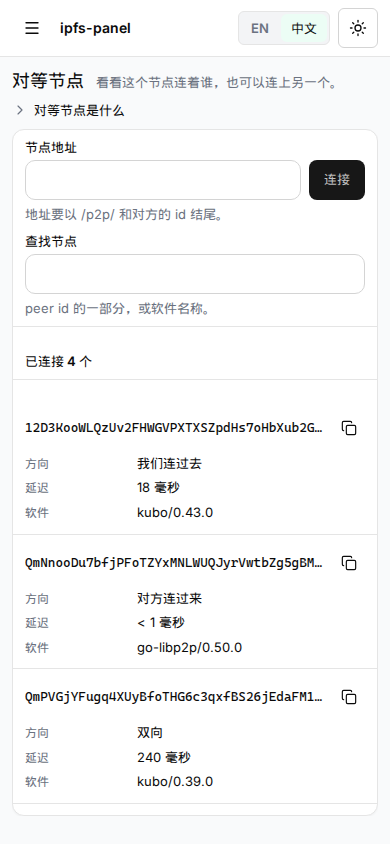 ipfs-panel
EN 中文
对等节点 看看这个节点连着谁，也可以连上另一个。
对等节点是什么
节点地址
连接
地址要以 /p2p/ 和对方的 id 结尾。
查找节点
peer id 的一部分，或软件名称。
已连接 4 个
12D3KooWLQzUv2FHWGVPXTXSZpdHs7oHbXub2G…
方向 我们连过去
延迟 18 毫秒
软件 kubo/0.43.0
QmNnooDu7bfjPFoTZYxMNLWUQJyrVwtbZg5gBM…
方向 对方连过来
延迟 < 1 毫秒
软件 go-libp2p/0.50.0
QmPVGjYFugq4XUyBfoTHG6c3qxfBS26jEdaFM1…
方向 双向
延迟 240 毫秒
软件 kubo/0.39.0